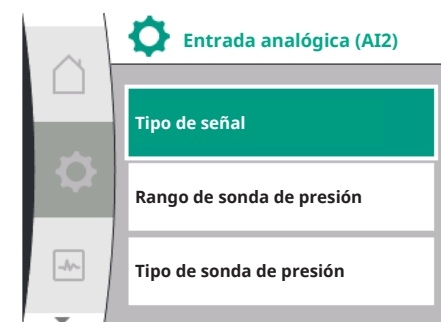 Entrada analógica (AI2)
Tipo de señal
Rango de sonda de presión
Tipo de sonda de presión